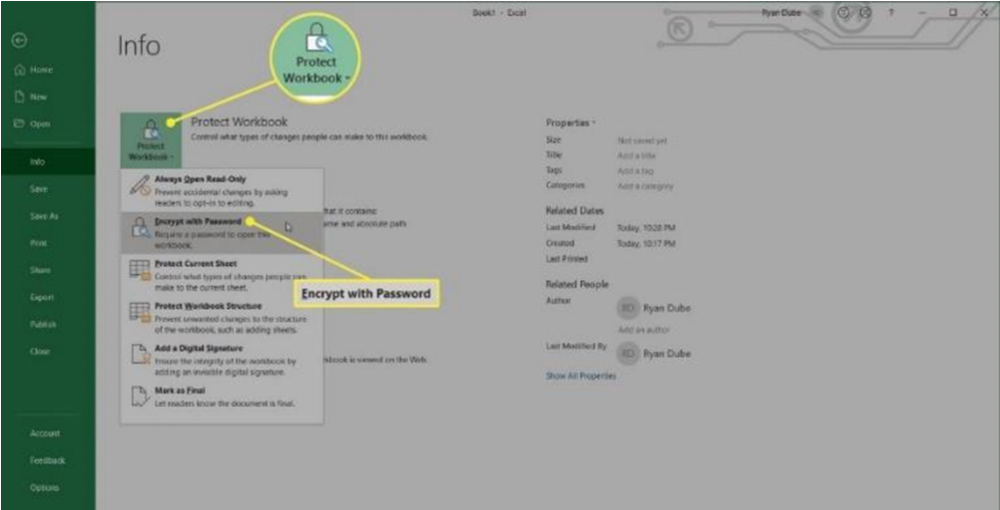 Book1 - Excel
Ryan Dube
?
Info
Home
New
Open
Info
Save
Save As
Print
Share
Export
Publish
Close
Account
Feedback
Options
Protect
Workbook
Protect
Workbook
Protect Workbook
Control what types of changes people can make to this workbook.
Always Open Read-Only
Prevent accidental changes by asking
readers to opt-in to editing.
Encrypt with Password
Require a password to open this
workbook.
Protect Current Sheet
Control what types of changes people can
make to the current sheet.
Protect Workbook Structure
Prevent unwanted changes to the structure
of the workbook, such as adding sheets.
Add a Digital Signature
Ensure the integrity of the workbook by
adding an invisible digital signature.
Mark as Final
Let readers know the document is final.
that it contains:
name and absolute path
workbook is viewed on the Web.
Encrypt with Password
Properties
Size Not saved yet
Title Add a title
Tags Add a tag
Categories Add a category
Related Dates
Last Modified Today, 10:28 PM
Created Today, 10:17 PM
Last Printed
Related People
Author RD Ryan Dube
Add an author
Last Modified By RD Ryan Dube
Show All Properties